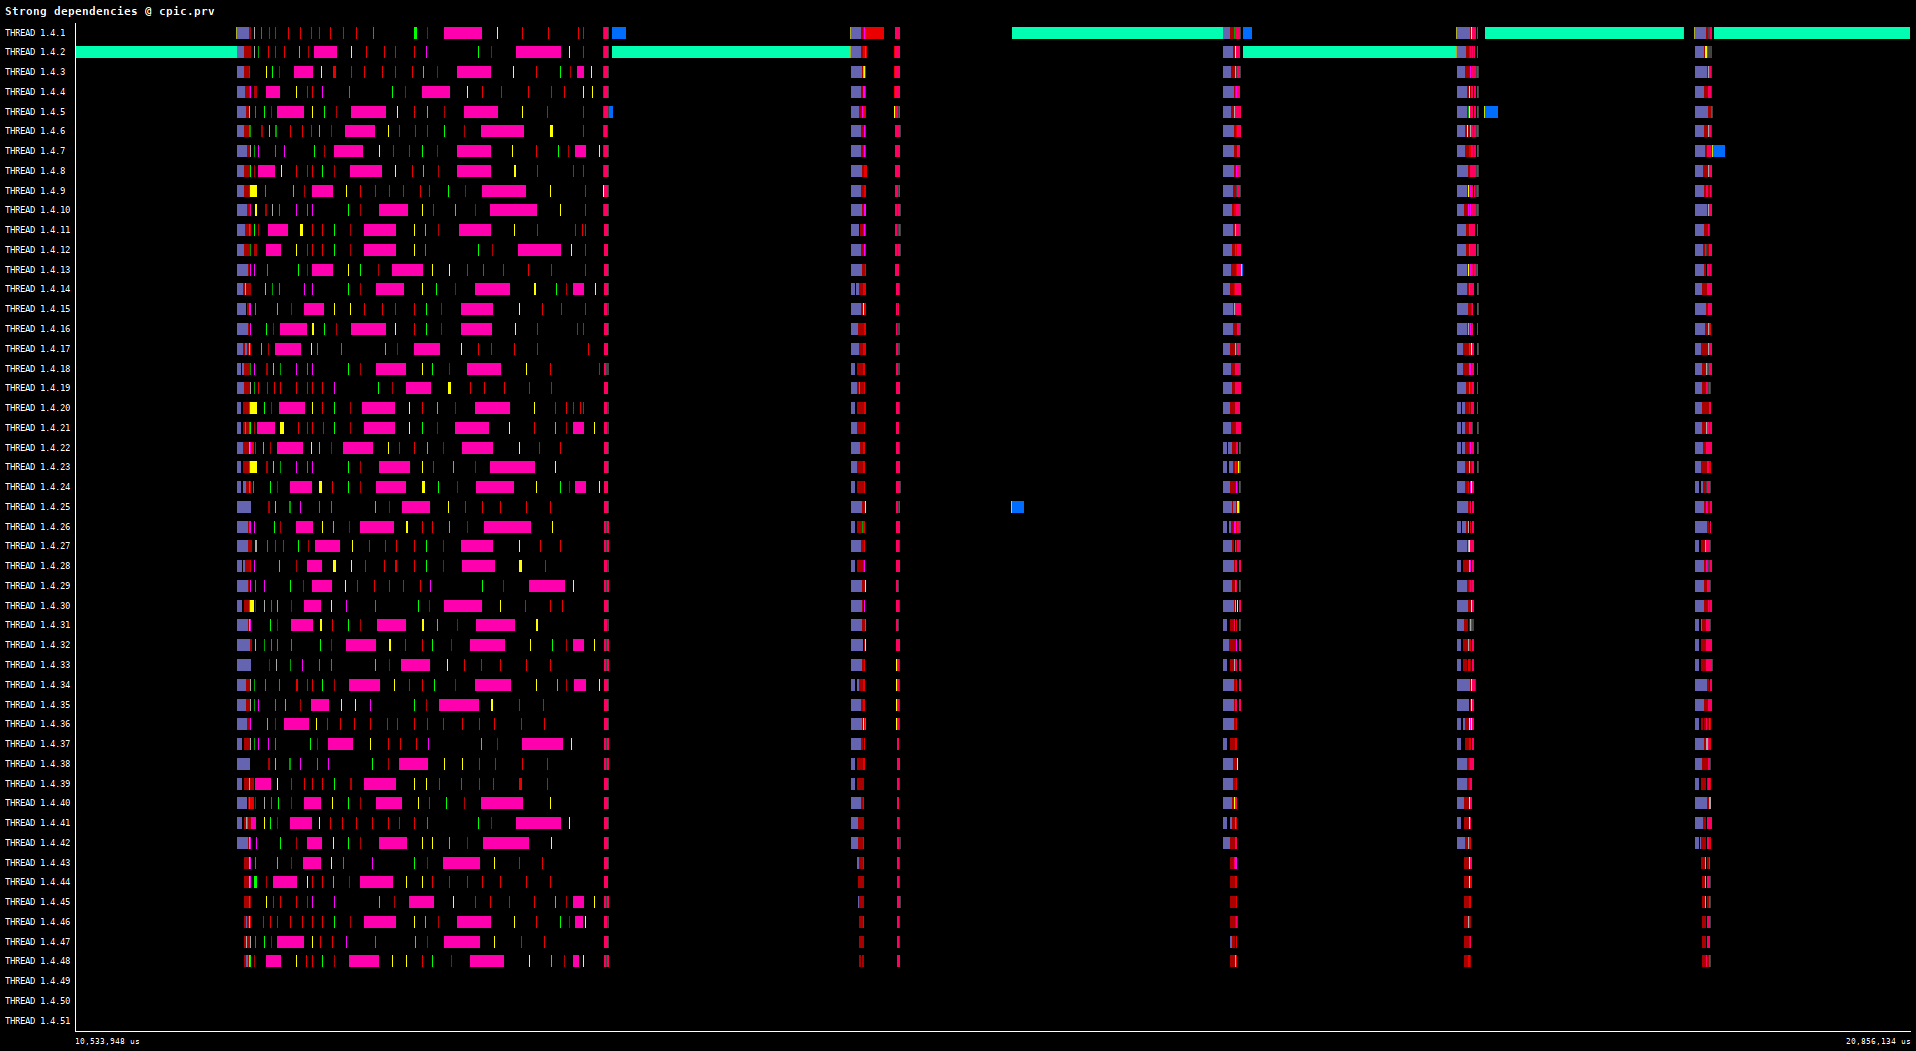 Strong dependencies @ cpic.prv
THREAD 1.4.1
THREAD 1.4.2
THREAD 1.4.3
THREAD 1.4.4
THREAD 1.4.5
THREAD 1.4.6
THREAD 1.4.7
THREAD 1.4.8
THREAD 1.4.9
THREAD 1.4.10
THREAD 1.4.11
THREAD 1.4.12
THREAD 1.4.13
THREAD 1.4.14
THREAD 1.4.15
THREAD 1.4.16
THREAD 1.4.17
THREAD 1.4.18
THREAD 1.4.19
THREAD 1.4.20
THREAD 1.4.21
THREAD 1.4.22
THREAD 1.4.23
THREAD 1.4.24
THREAD 1.4.25
THREAD 1.4.26
THREAD 1.4.27
THREAD 1.4.28
THREAD 1.4.29
THREAD 1.4.30
THREAD 1.4.31
THREAD 1.4.32
THREAD 1.4.33
THREAD 1.4.34
THREAD 1.4.35
THREAD 1.4.36
THREAD 1.4.37
THREAD 1.4.38
THREAD 1.4.39
THREAD 1.4.40
THREAD 1.4.41
THREAD 1.4.42
THREAD 1.4.43
THREAD 1.4.44
THREAD 1.4.45
THREAD 1.4.46
THREAD 1.4.47
THREAD 1.4.48
THREAD 1.4.49
THREAD 1.4.50
THREAD 1.4.51
10,533,948 us
20,856,134 us